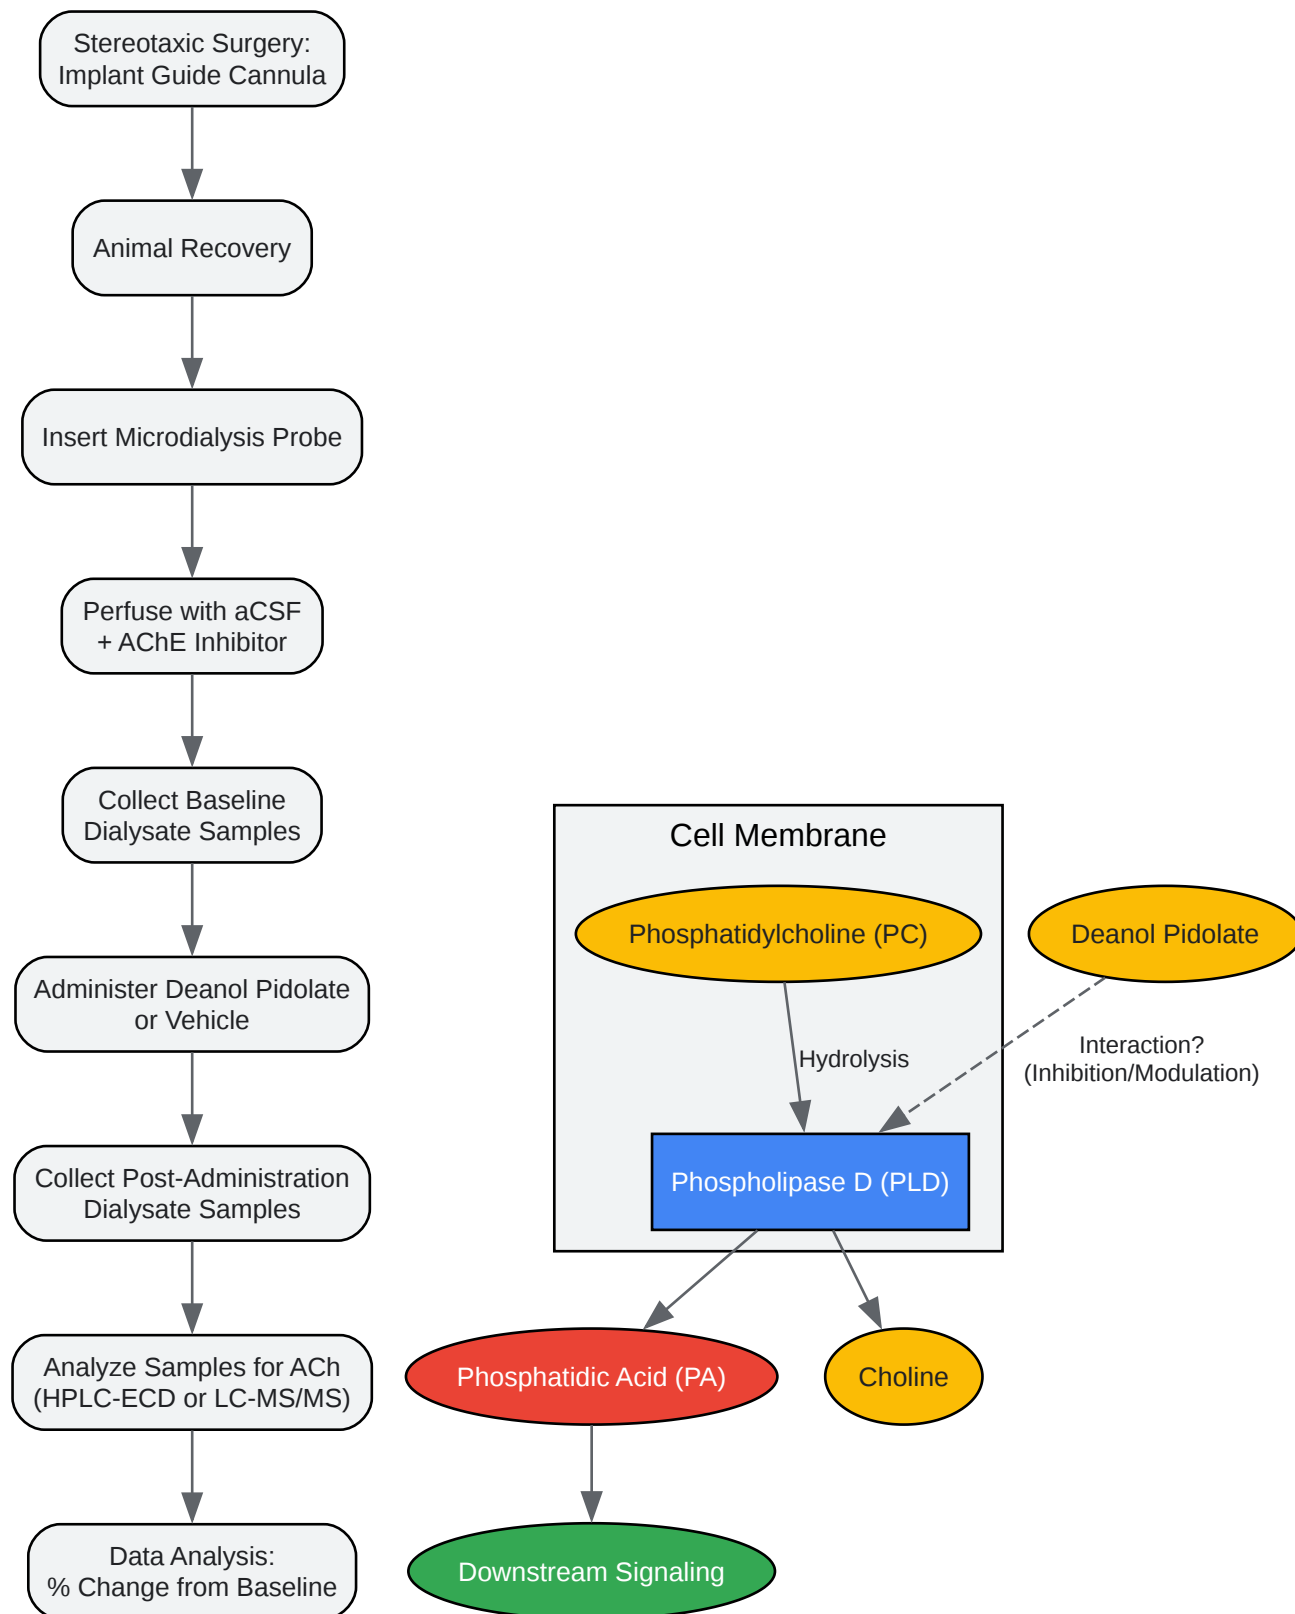 Stereotaxic Surgery:
Implant Guide Cannula
Animal Recovery
Insert Microdialysis Probe
Perfuse with aCSF
+ AChE Inhibitor
Collect Baseline
Dialysate Samples
Administer Deanol Pidolate
or Vehicle
Collect Post-Administration
Dialysate Samples
Analyze Samples for ACh
(HPLC-ECD or LC-MS/MS)
Data Analysis:
% Change from Baseline
Cell Membrane
Phosphatidylcholine (PC)
Deanol Pidolate
Hydrolysis
Interaction?
(Inhibition/Modulation)
Phospholipase D (PLD)
Phosphatidic Acid (PA)
Choline
Downstream Signaling